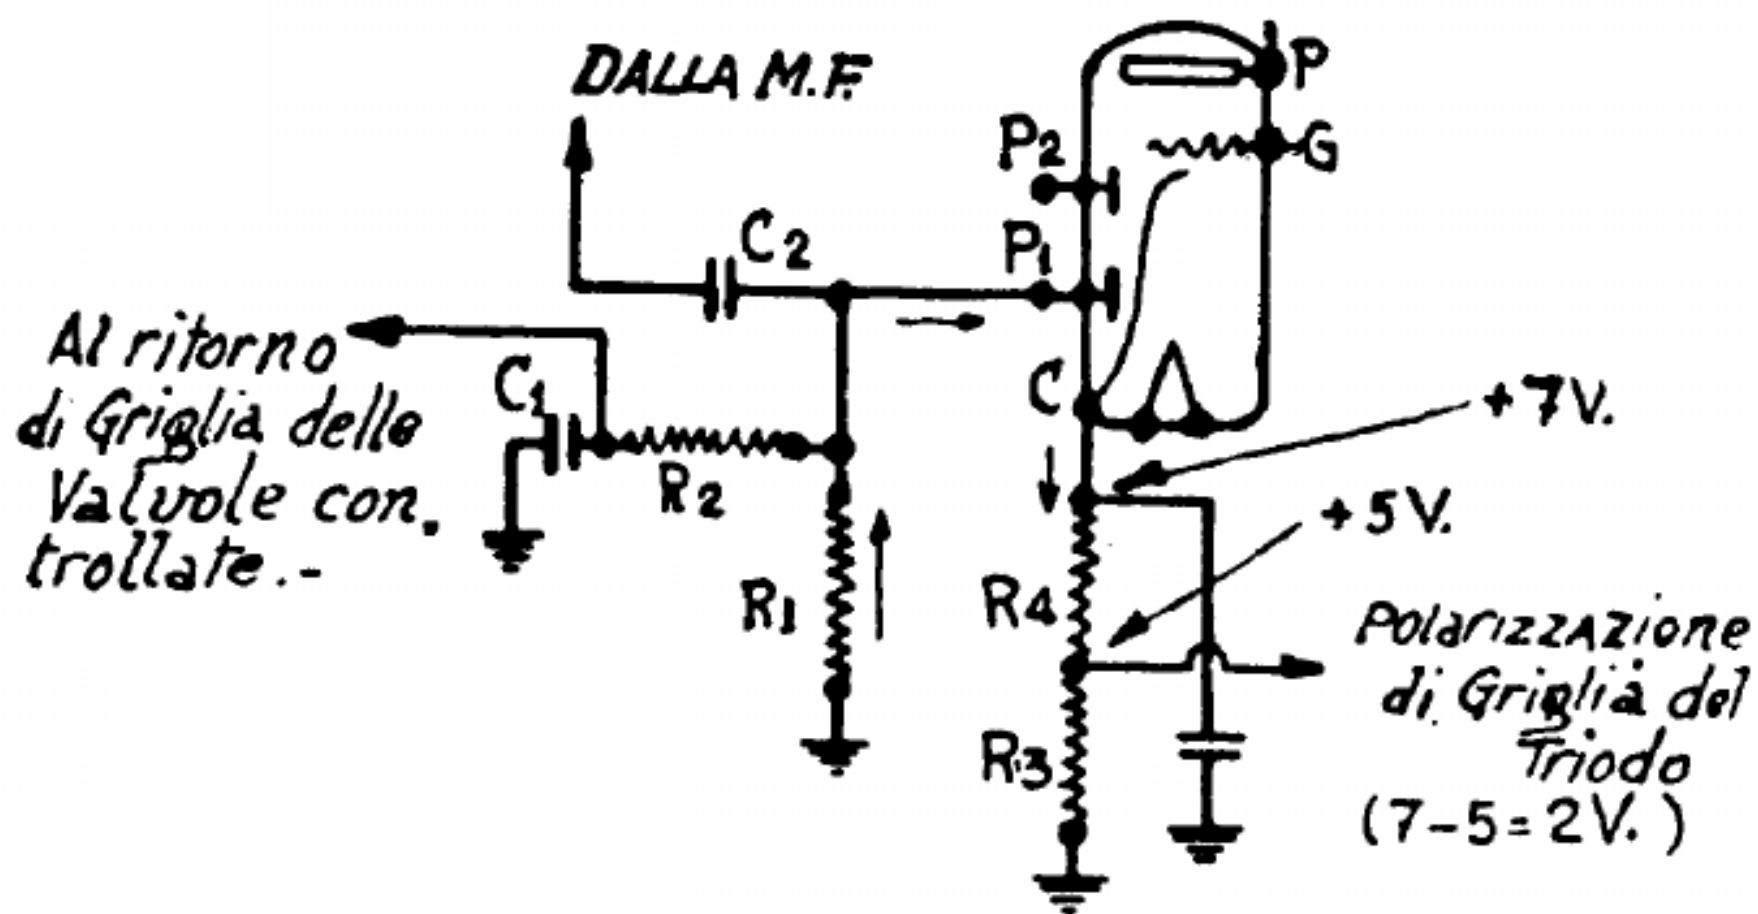 DALLA M.F.
P
G
P2
C2
P1
Al ritorno
di Griglia delle
Valvole con.
trollate.-
C1
C
+7V.
R2
+5V.
R1
R4
Polarizzazione
di Griglia del
Triodo
(7-5=2V.)
R3